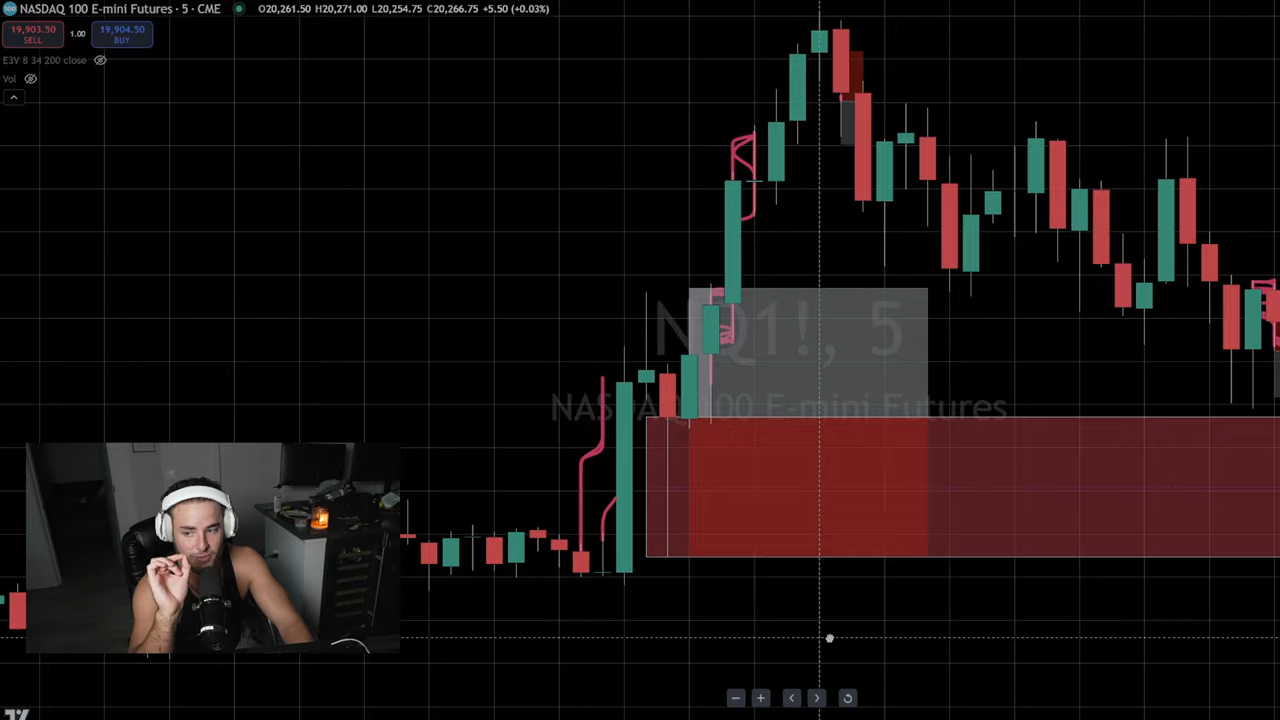 NASDAQ 100 E-mini Futures · 5 · CME O20,261.50 H20,271.00 L20,254.75 C20,266.75 +5.50 (+0.03%)
19,903.50 SELL 1.00 19,904.50 BUY
E3V 8 34 200 close
Vol
NQ1!, 5
NASDAQ 100 E-mini Futures